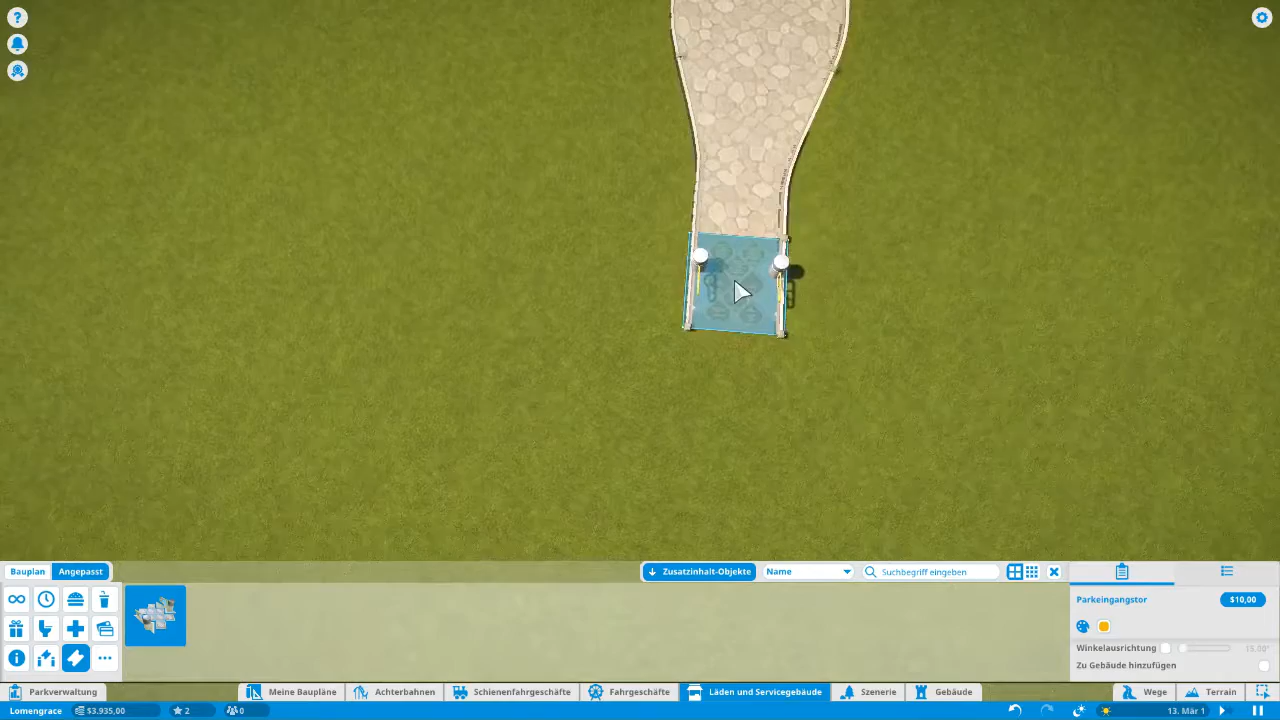 Bauplan
Angepasst
Zusatzinhalt-Objekte
Name
Suchbegriff eingeben
Parkeingangstor
$10,00
Winkelausrichtung
15,00°
Zu Gebäude hinzufügen
Parkverwaltung
Meine Baupläne
Achterbahnen
Schienenfahrgeschäfte
Fahrgeschäfte
Läden und Servicegebäude
Szenerie
Gebäude
Wege
Terrain
Lomengrace
$3.935,00
2
0
13. Mär 1